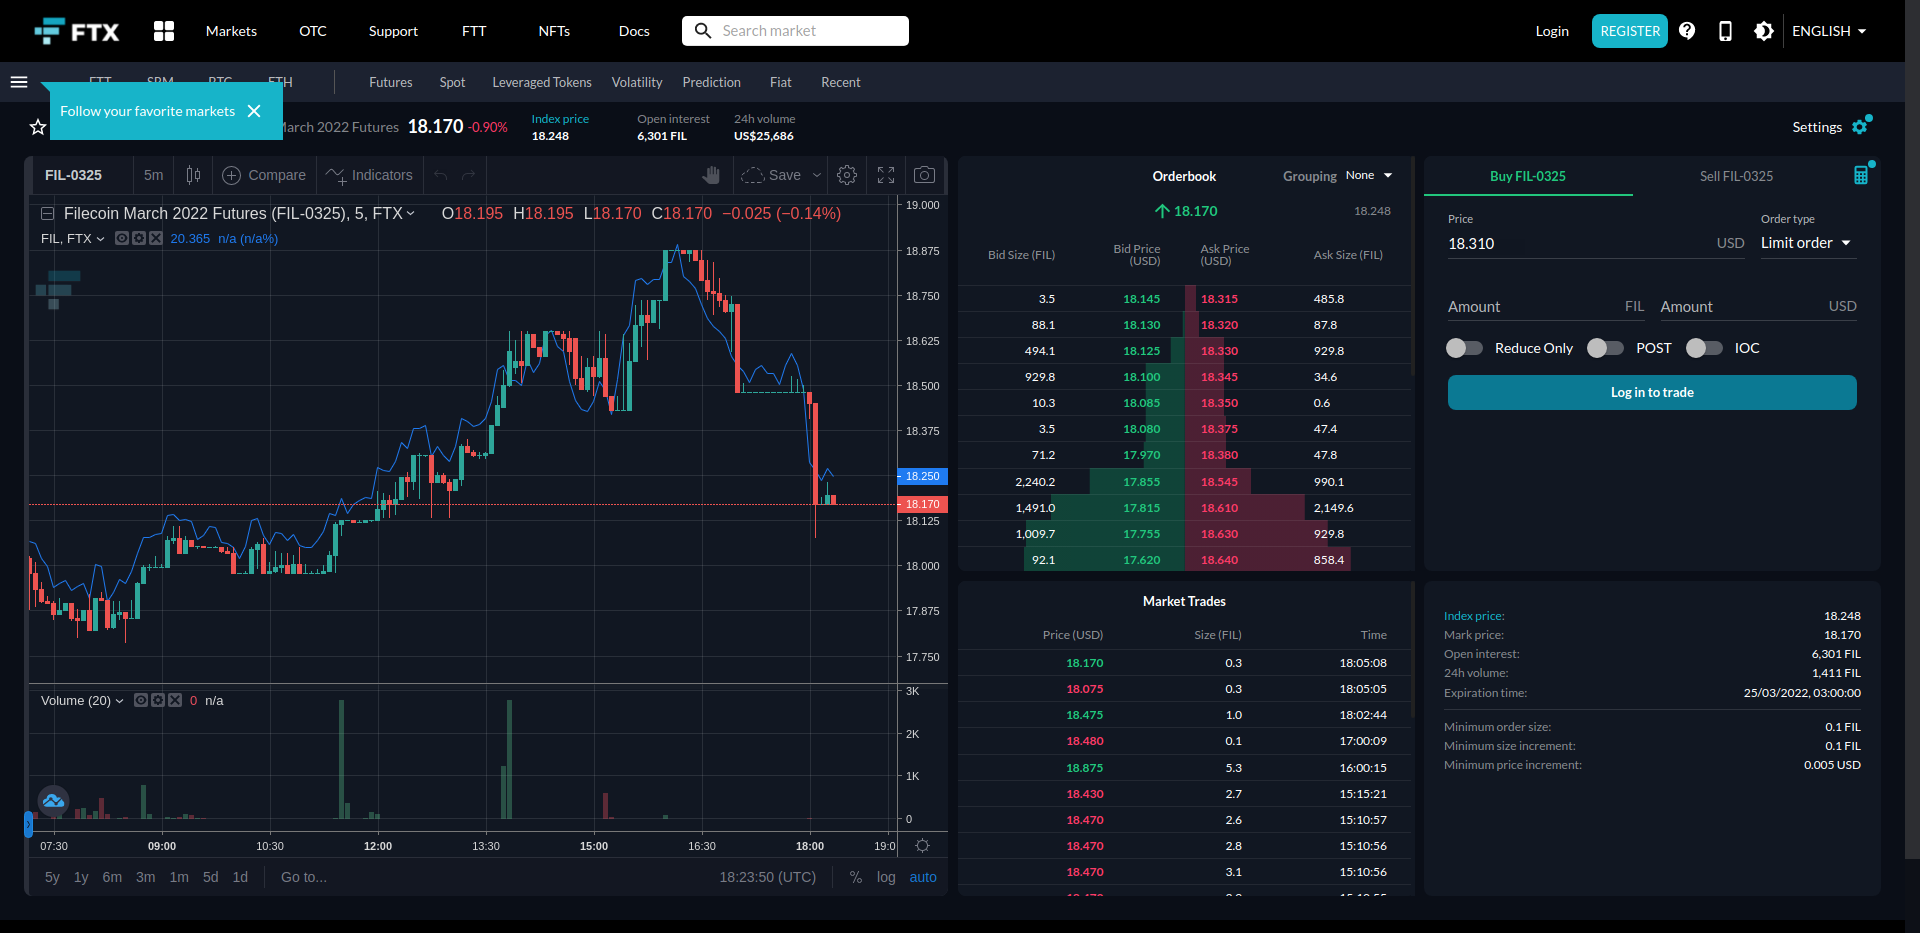 FTX Markets OTC Support FTT NFTs Docs Search market Login REGISTER ENGLISH
FTT SRM BTC ETH Futures Spot Leveraged Tokens Volatility Prediction Fiat Recent
Follow your favorite markets
March 2022 Futures 18.170 -0.90%
Index price
18.248
Open interest
6,301 FIL
24h volume
US$25,686
Settings
FIL-0325 5m Compare Indicators Save
Filecoin March 2022 Futures (FIL-0325), 5, FTX O18.195 H18.195 L18.170 C18.170 −0.025 (−0.14%)
FIL, FTX 20.365 n/a (n/a%)
19.000
18.875
18.750
18.625
18.500
18.375
18.250
18.170
18.125
18.000
17.875
17.750
Volume (20) 0 n/a
3K
2K
1K
0
07:30 09:00 10:30 12:00 13:30 15:00 16:30 18:00 19:0
5y 1y 6m 3m 1m 5d 1d Go to... 18:23:50 (UTC) % log auto
Orderbook Grouping None
18.170 18.248
Bid Size (FIL) Bid Price (USD) Ask Price (USD) Ask Size (FIL)
3.5 18.145 18.315 485.8
88.1 18.130 18.320 87.8
494.1 18.125 18.330 929.8
929.8 18.100 18.345 34.6
10.3 18.085 18.350 0.6
3.5 18.080 18.375 47.4
71.2 17.970 18.380 47.8
2,240.2 17.855 18.545 990.1
1,491.0 17.815 18.610 2,149.6
1,009.7 17.755 18.630 929.8
92.1 17.620 18.640 858.4
Market Trades
Price (USD) Size (FIL) Time
18.170 0.3 18:05:08
18.075 0.3 18:05:05
18.475 1.0 18:02:44
18.480 0.1 17:00:09
18.875 5.3 16:00:15
18.430 2.7 15:15:21
18.470 2.6 15:10:57
18.470 2.8 15:10:56
18.470 3.1 15:10:56
Buy FIL-0325 Sell FIL-0325
Price Order type
18.310 USD Limit order
Amount FIL Amount USD
Reduce Only POST IOC
Log in to trade
Index price: 18.248
Mark price: 18.170
Open interest: 6,301 FIL
24h volume: 1,411 FIL
Expiration time: 25/03/2022, 03:00:00
Minimum order size: 0.1 FIL
Minimum size increment: 0.1 FIL
Minimum price increment: 0.005 USD